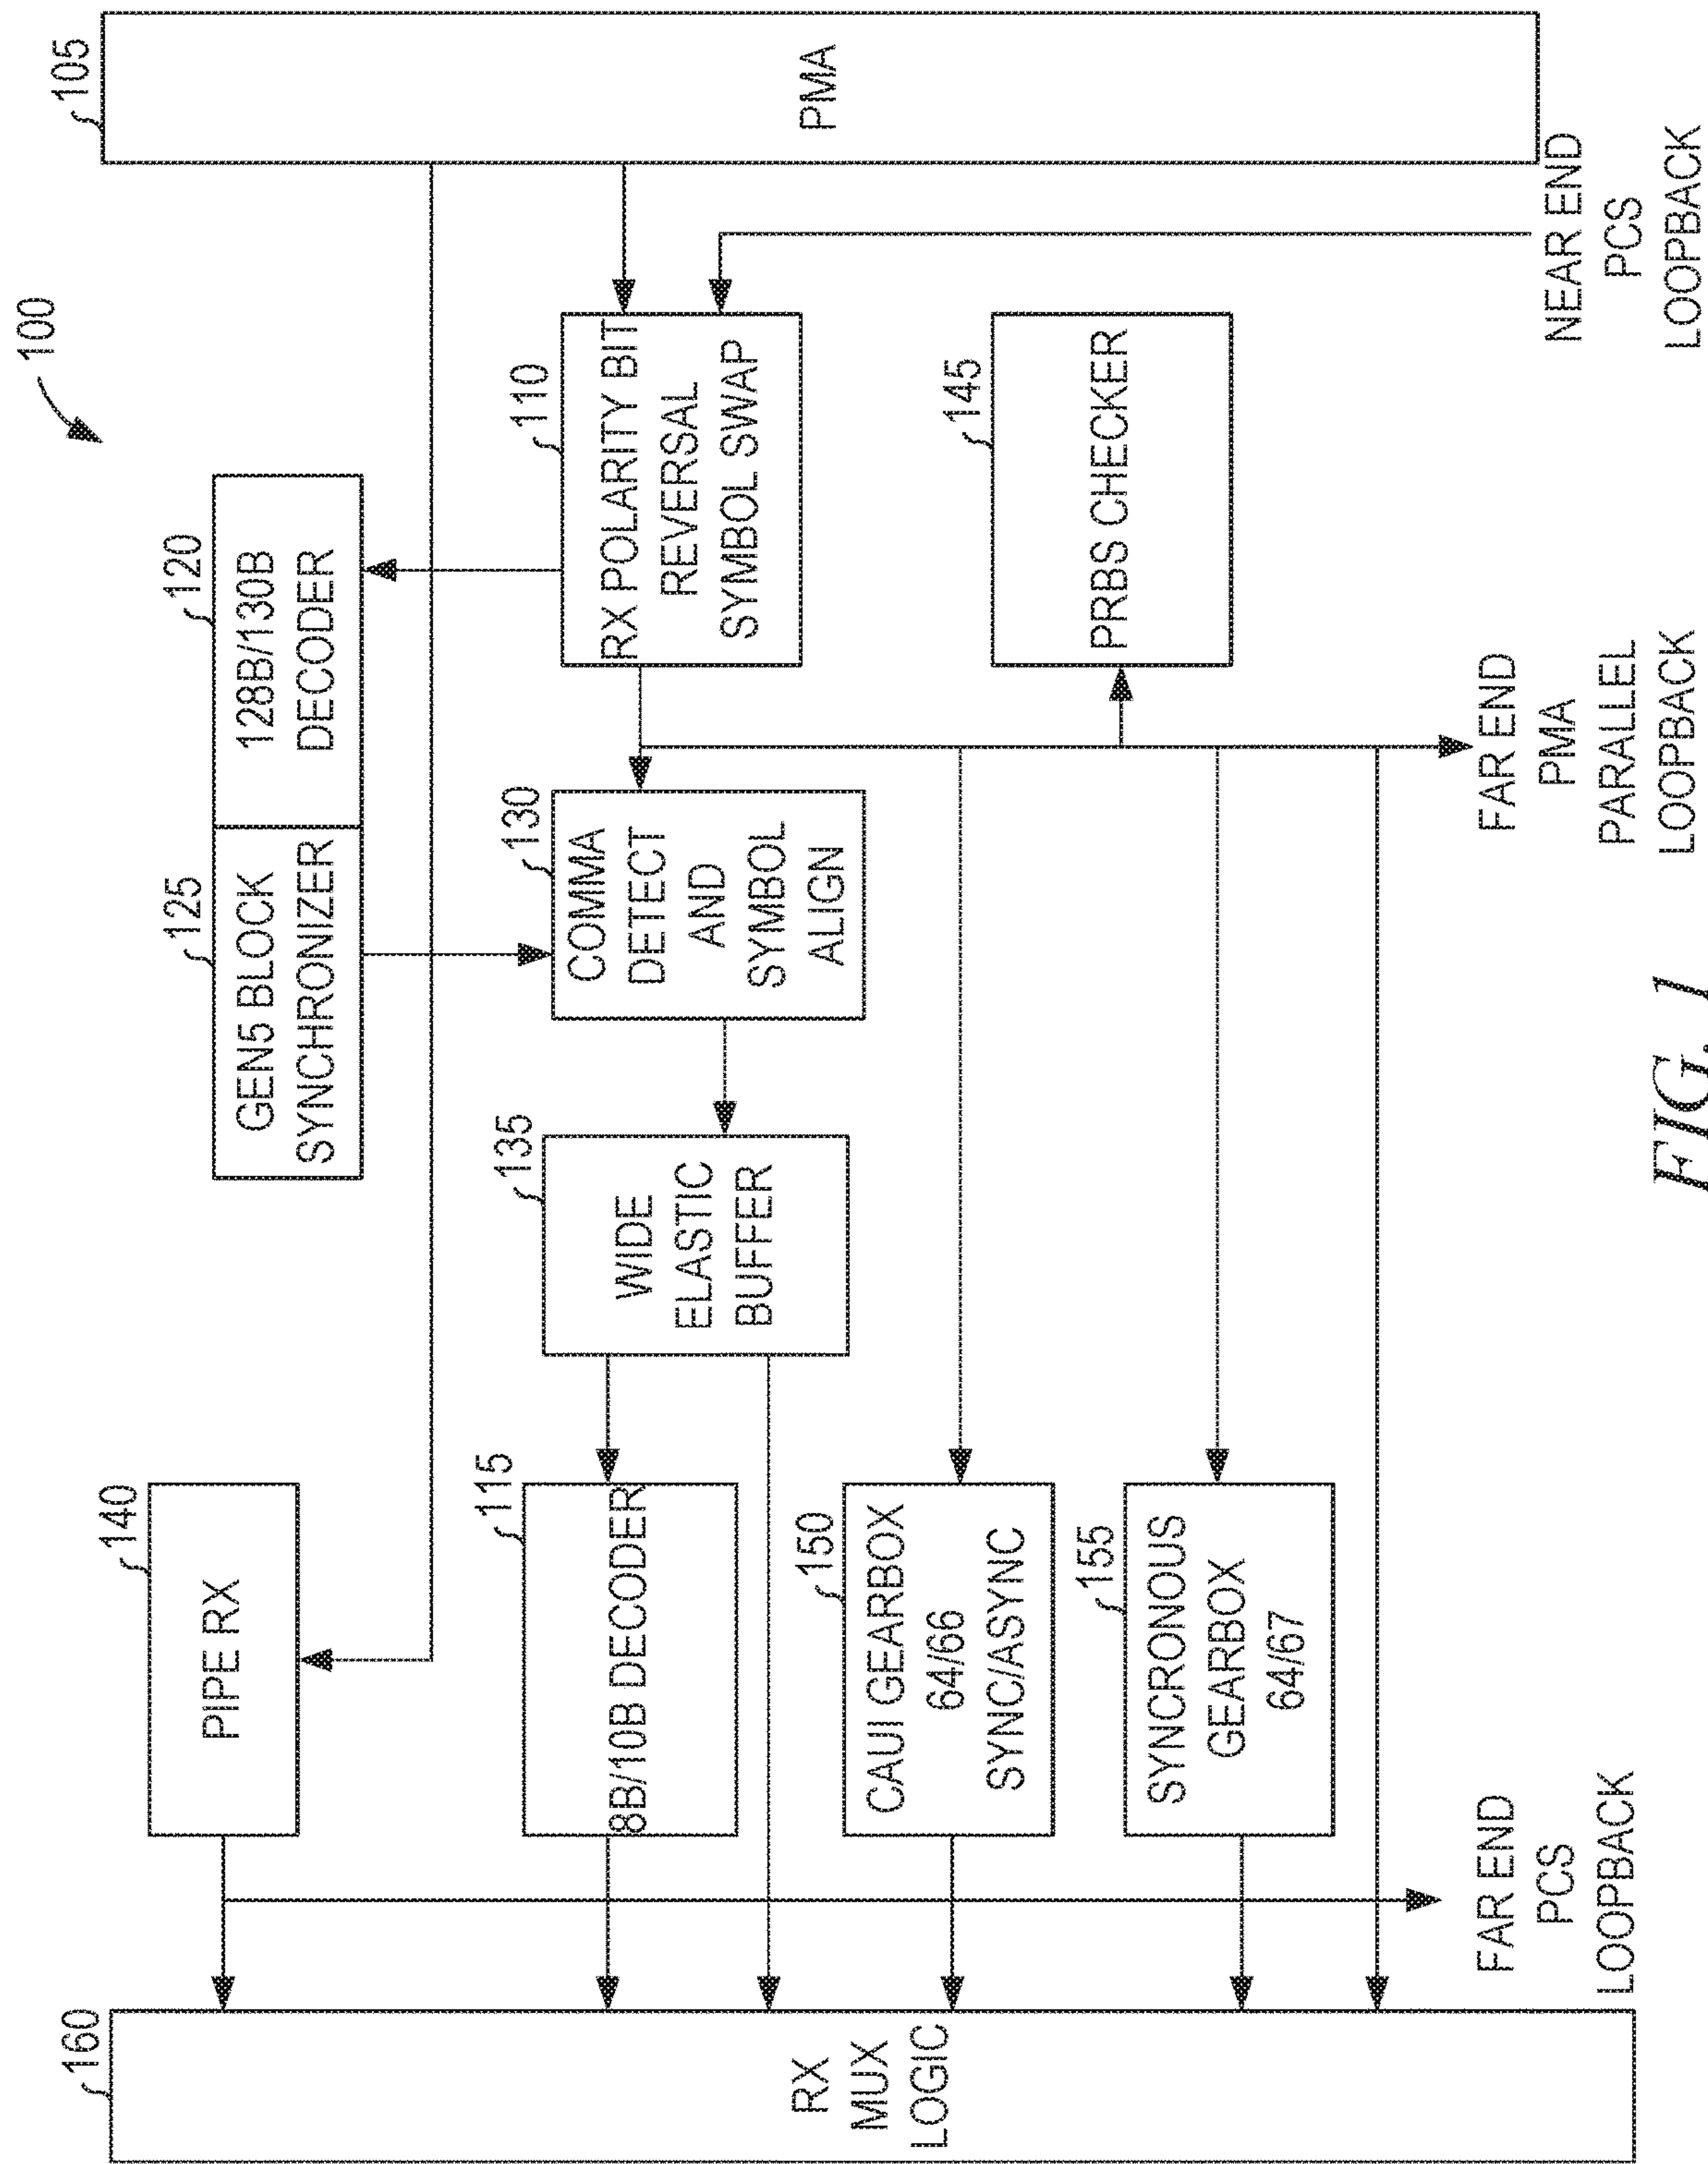 100
160
RX
MUX
LOGIC
140
PIPE RX
115
8B/10B DECODER
150
CAUI GEARBOX
64/66
SYNC/ASYNC
155
SYNCRONOUS
GEARBOX
64/67
FAR END
PCS
LOOPBACK
135
WIDE
ELASTIC
BUFFER
125
GEN5 BLOCK
SYNCHRONIZER
120
128B/130B
DECODER
130
COMMA
DETECT
AND
SYMBOL
ALIGN
110
RX POLARITY BIT
REVERSAL
SYMBOL SWAP
145
PRBS CHECKER
FAR END
PMA
PARALLEL
LOOPBACK
105
PMA
NEAR END
PCS
LOOPBACK
FIG. 1